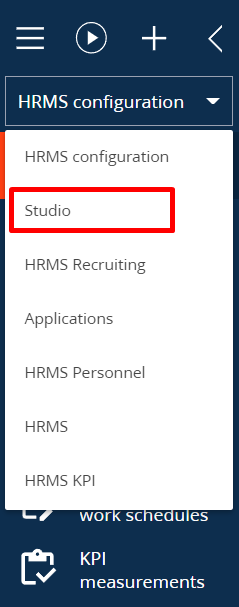 HRMS configuration
HRMS configuration
Studio
HRMS Recruiting
Applications
HRMS Personnel
HRMS
HRMS KPI
work schedules
KPI
measurements